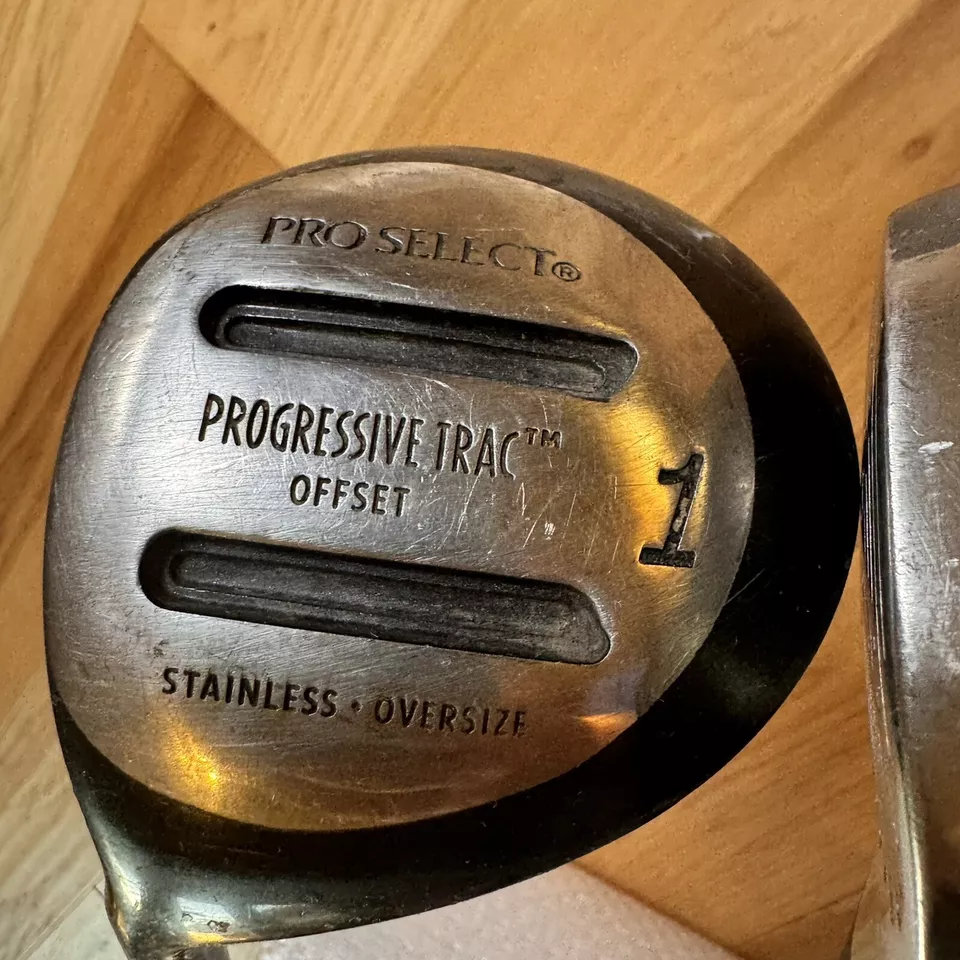 PRO SELECT®
PROGRESSIVE TRAC™
OFFSET
1
STAINLESS • OVERSIZE